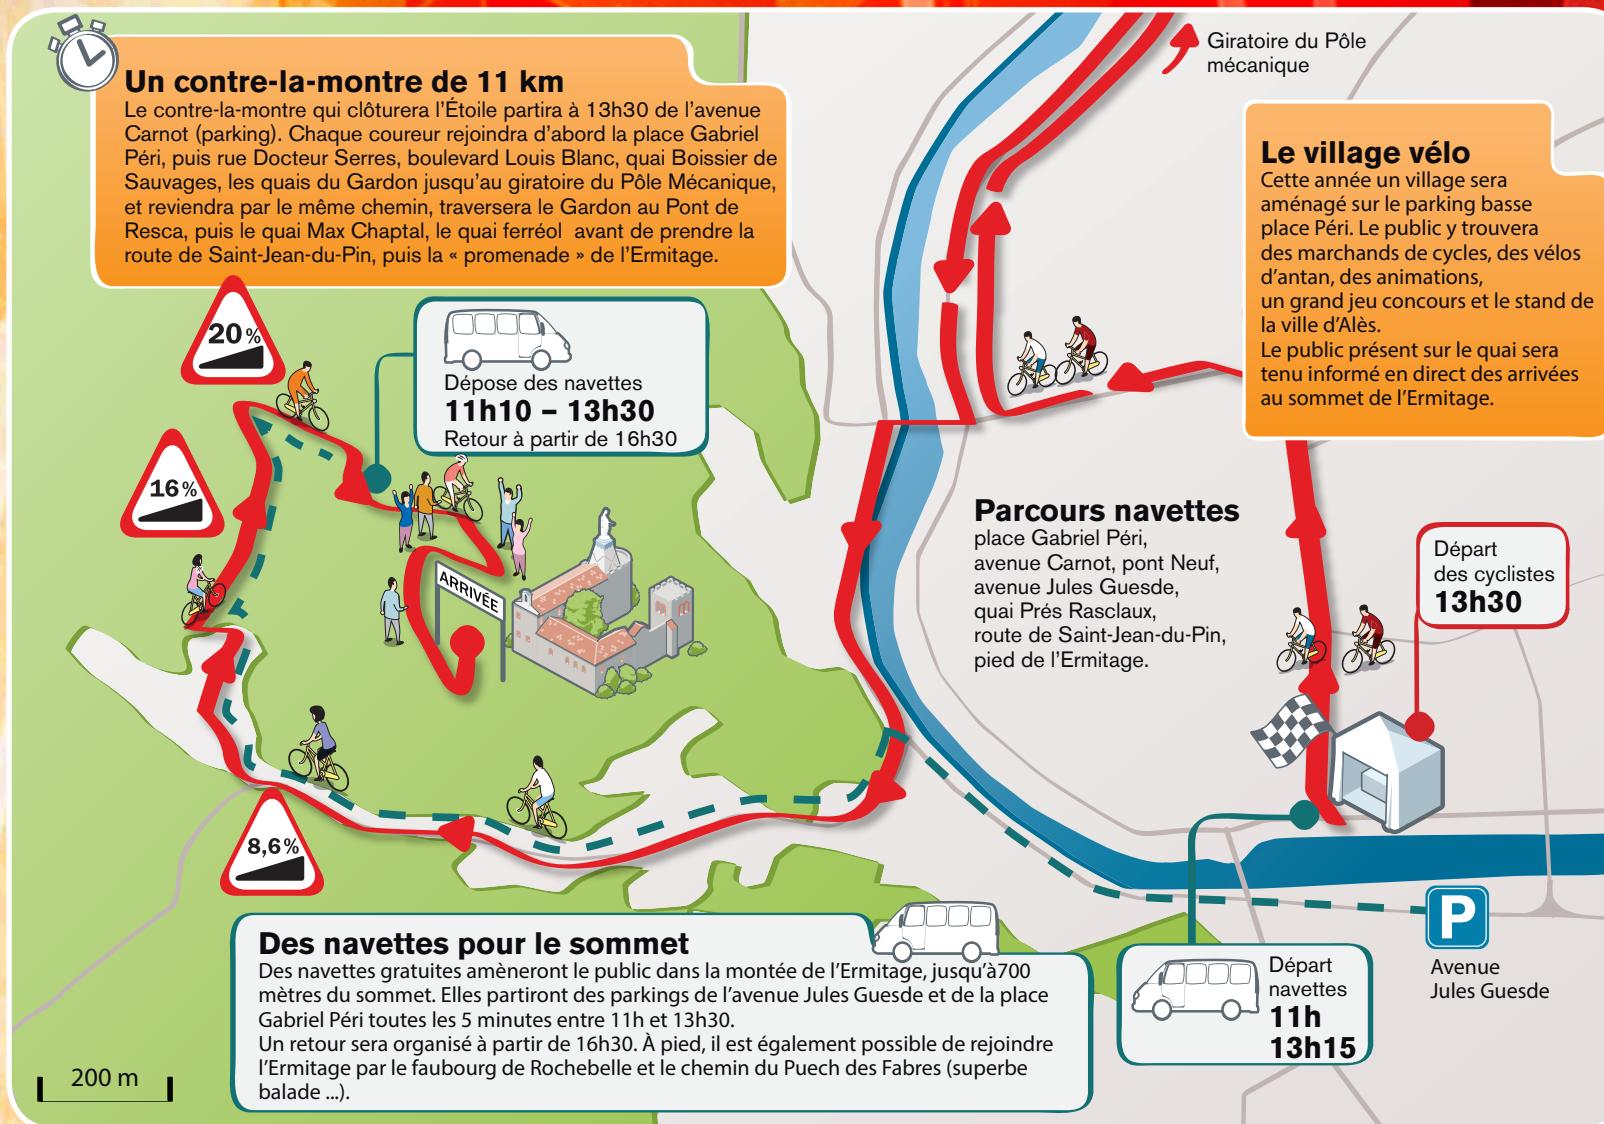 Un contre-la-montre de 11 km
Le contre-la-montre qui clôturera l'Étoile partira à 13h30 de l'avenue
Carnot (parking). Chaque coureur rejoindra d'abord la place Gabriel
Péri, puis rue Docteur Serres, boulevard Louis Blanc, quai Boissier de
Sauvages, les quais du Gardon jusqu'au giratoire du Pôle Mécanique,
et reviendra par le même chemin, traversera le Gardon au Pont de
Resca, puis le quai Max Chaptal, le quai ferréol avant de prendre la
route de Saint-Jean-du-Pin, puis la « promenade » de l'Ermitage.
Giratoire du Pôle
mécanique
Le village vélo
Cette année un village sera
aménagé sur le parking basse
place Péri. Le public y trouvera
des marchands de cycles, des vélos
d'antan, des animations,
un grand jeu concours et le stand de
la ville d'Alès.
Le public présent sur le quai sera
tenu informé en direct des arrivées
au sommet de l'Ermitage.
20 %
Dépose des navettes
11h10 – 13h30
Retour à partir de 16h30
16 %
ARRIVÉE
Parcours navettes
place Gabriel Péri,
avenue Carnot, pont Neuf,
avenue Jules Guesde,
quai Prés Rasclaux,
route de Saint-Jean-du-Pin,
pied de l'Ermitage.
Départ
des cyclistes
13h30
8,6 %
Des navettes pour le sommet
Des navettes gratuites amèneront le public dans la montée de l'Ermitage, jusqu'à700
mètres du sommet. Elles partiront des parkings de l'avenue Jules Guesde et de la place
Gabriel Péri toutes les 5 minutes entre 11h et 13h30.
Un retour sera organisé à partir de 16h30. À pied, il est également possible de rejoindre
l'Ermitage par le faubourg de Rochebelle et le chemin du Puech des Fabres (superbe
balade ...).
Départ
navettes
11h
13h15
P
Avenue
Jules Guesde
200 m